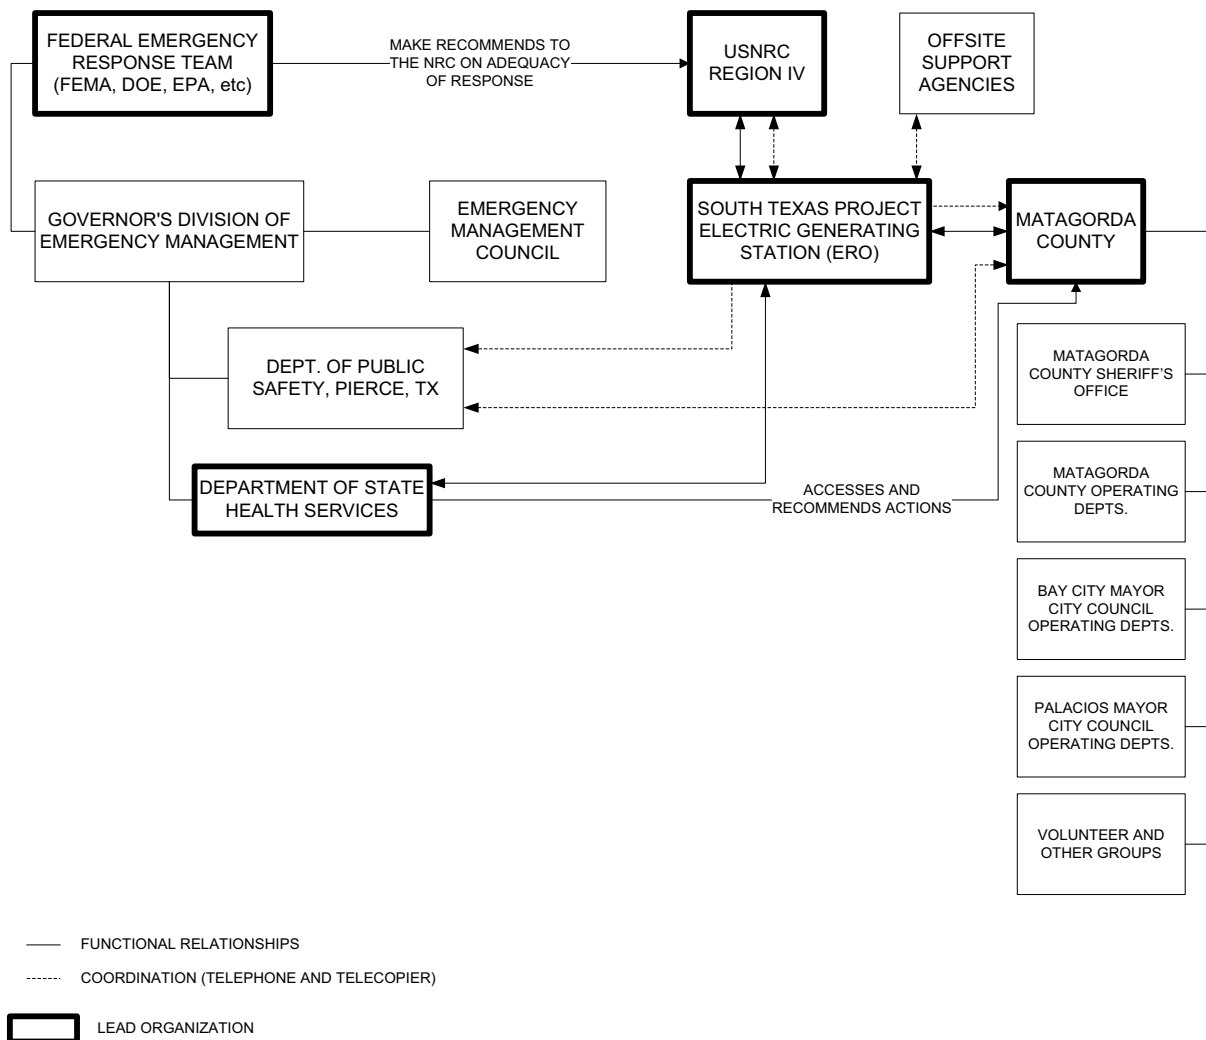 FEDERAL EMERGENCY
RESPONSE TEAM
(FEMA, DOE, EPA, etc)
MAKE RECOMMENDS TO
THE NRC ON ADEQUACY
OF RESPONSE
USNRC
REGION IV
OFFSITE
SUPPORT
AGENCIES
GOVERNOR'S DIVISION OF
EMERGENCY MANAGEMENT
EMERGENCY
MANAGEMENT
COUNCIL
SOUTH TEXAS PROJECT
ELECTRIC GENERATING
STATION (ERO)
MATAGORDA
COUNTY
DEPT. OF PUBLIC
SAFETY, PIERCE, TX
MATAGORDA
COUNTY SHERIFF'S
OFFICE
DEPARTMENT OF STATE
HEALTH SERVICES
ACCESSES AND
RECOMMENDS ACTIONS
MATAGORDA
COUNTY OPERATING
DEPTS.
BAY CITY MAYOR
CITY COUNCIL
OPERATING DEPTS.
PALACIOS MAYOR
CITY COUNCIL
OPERATING DEPTS.
VOLUNTEER AND
OTHER GROUPS
FUNCTIONAL RELATIONSHIPS
COORDINATION (TELEPHONE AND TELECOPIER)
LEAD ORGANIZATION